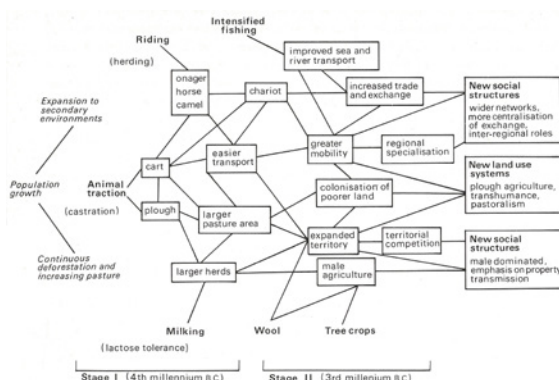 Intensified
fishing
Riding
(herding)
improved sea and
river transport
onager
horse
camel
chariot
increased trade
and exchange
New social
structures
wider networks,
more centralisation
of exchange,
inter-regional roles
Expansion to
secondary
environments
cart
easier
transport
greater
mobility
regional
specialisation
New land use
systems
plough agriculture,
transhumance,
pastoralism
Population
growth
Animal
traction
(castration)
plough
larger
pasture area
colonisation of
poorer land
expanded
territory
territorial
competition
New social
structures
male dominated,
emphasis on property
transmission
Continuous
deforestation and
increasing pasture
larger herds
male
agriculture
Milking
(lactose tolerance)
Wool
Tree crops
Stage I (4th millenium B.C.)
Stage II (3rd millenium B.C.)